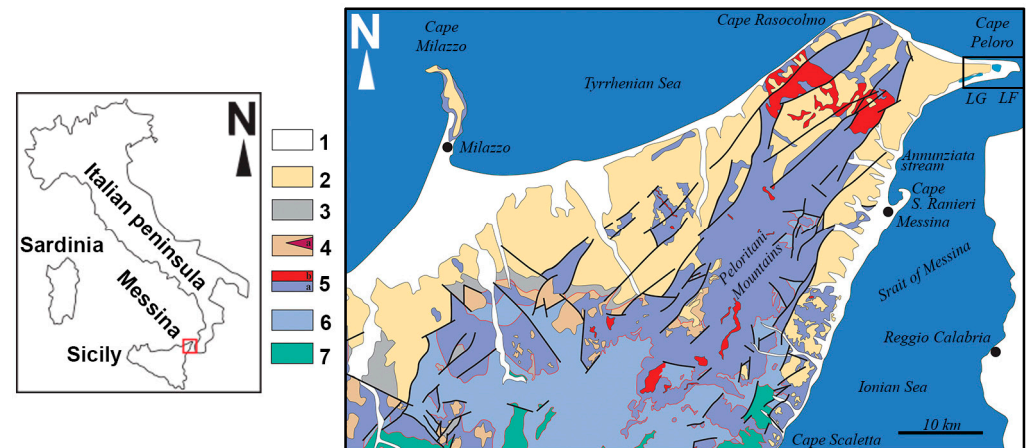 N
Italian peninsula
Sardinia
Messina
Sicily
1
2
3
4
a
5
b
a
6
7
N
Cape
Milazzo
Milazzo
Tyrrhenian Sea
Cape Rasocolmo
Cape
Peloro
LG LF
Annunziata
stream
Cape
S. Ranieri
Messina
Peloritani
Mountains
Srait of Messina
Reggio Calabria
Ionian Sea
10 km
Cape Scaletta